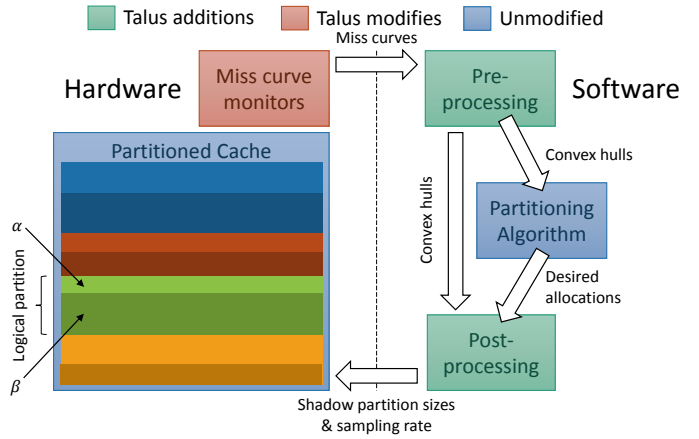 Talus additions
Talus modifies
Unmodified
Miss curves
Hardware
Miss curve
monitors
Pre-
processing
Software
Partitioned Cache
Convex hulls
Convex hulls
Partitioning
Algorithm
α
Logical partition
β
Desired
allocations
Post-
processing
Shadow partition sizes
& sampling rate